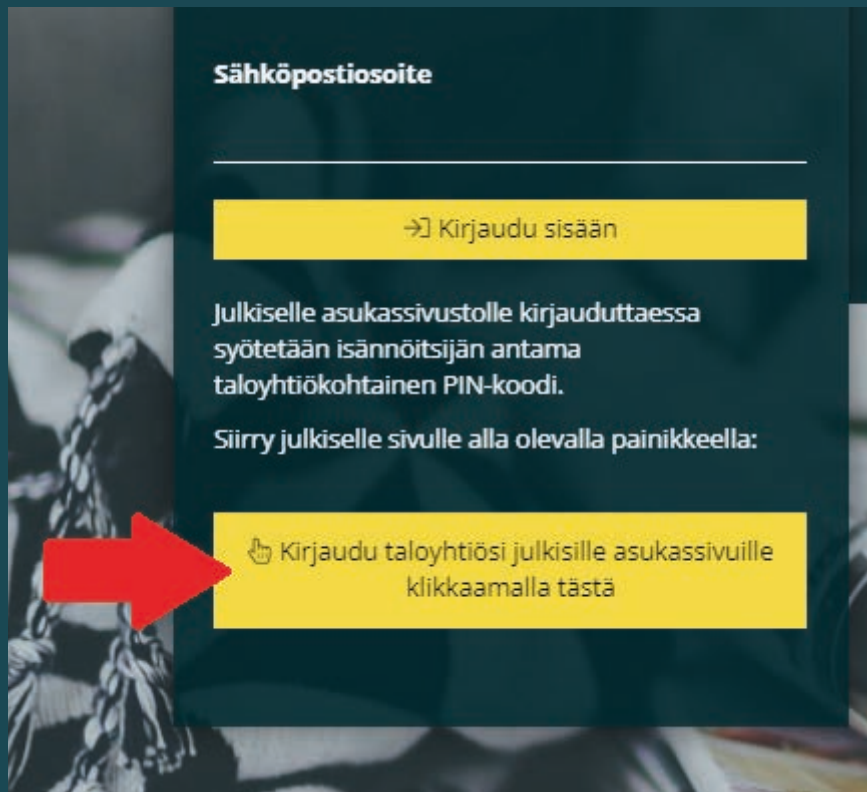 Sähköpostiosoite
Kirjaudu sisään
Julkiselle asukassivustolle kirjauduttaessa
syötetään isännöitsijän antama
taloyhtiökohtainen PIN-koodi.
Siirry julkiselle sivulle alla olevalla painikkeella:
Kirjaudu taloyhtiösi julkisille asukassivuille
klikkaamalla tästä